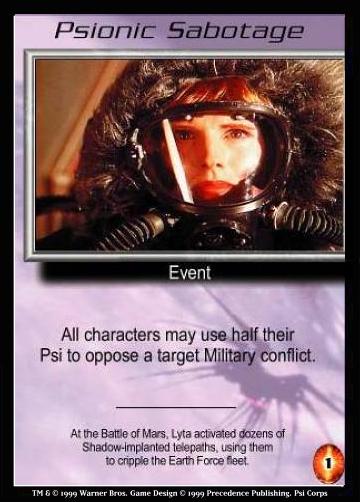 Psionic Sabotage
Event
All characters may use half their
Psi to oppose a target Military conflict.
At the Battle of Mars, Lyta activated dozens of
Shadow-implanted telepaths, using them
to cripple the Earth Force fleet.
1
TM & © 1999 Warner Bros. Game Design © 1999 Precedence Publishing. Psi Corps